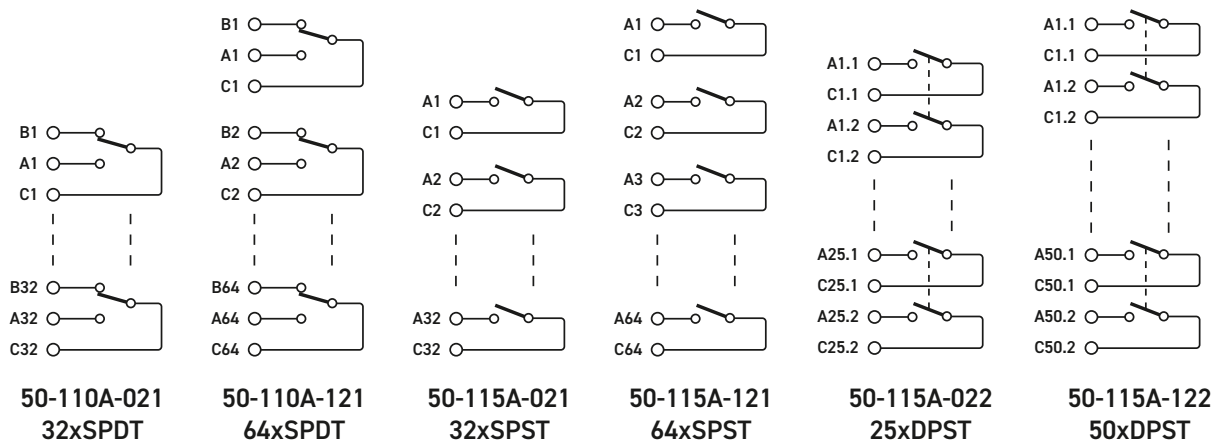 B1
A1
C1
B32
A32
C32
50-110A-021
32xSPDT
B1
A1
C1
B2
A2
C2
B64
A64
C64
50-110A-121
64xSPDT
A1
C1
A2
C2
A32
C32
50-115A-021
32xSPST
A1
C1
A2
C2
A3
C3
A64
C64
50-115A-121
64xSPST
A1.1
C1.1
A1.2
C1.2
A25.1
C25.1
A25.2
C25.2
50-115A-022
25xDPST
A1.1
C1.1
A1.2
C1.2
A50.1
C50.1
A50.2
C50.2
50-115A-122
50xDPST